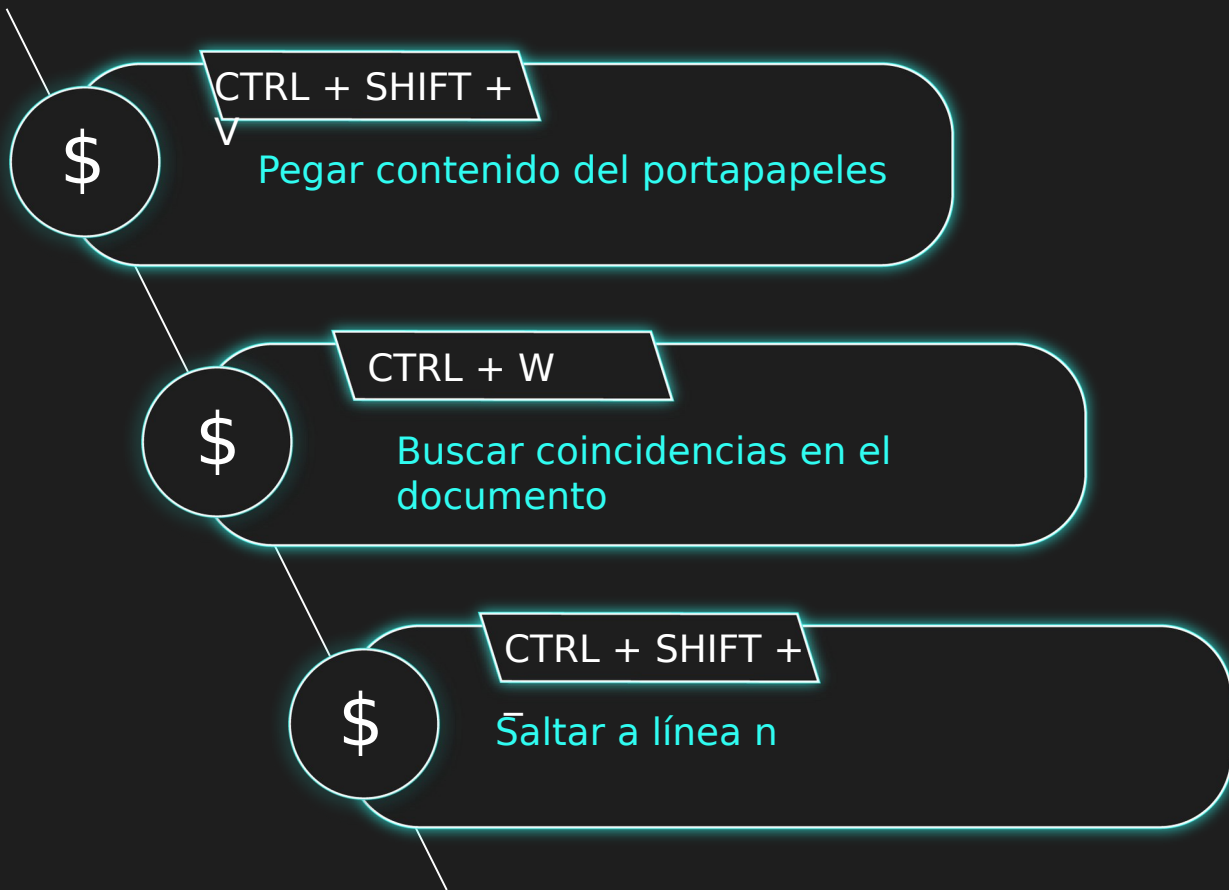 CTRL + SHIFT +
V
$
Pegar contenido del portapapeles
CTRL + W
$
Buscar coincidencias en el
documento
CTRL + SHIFT +
_
$
Saltar a línea n